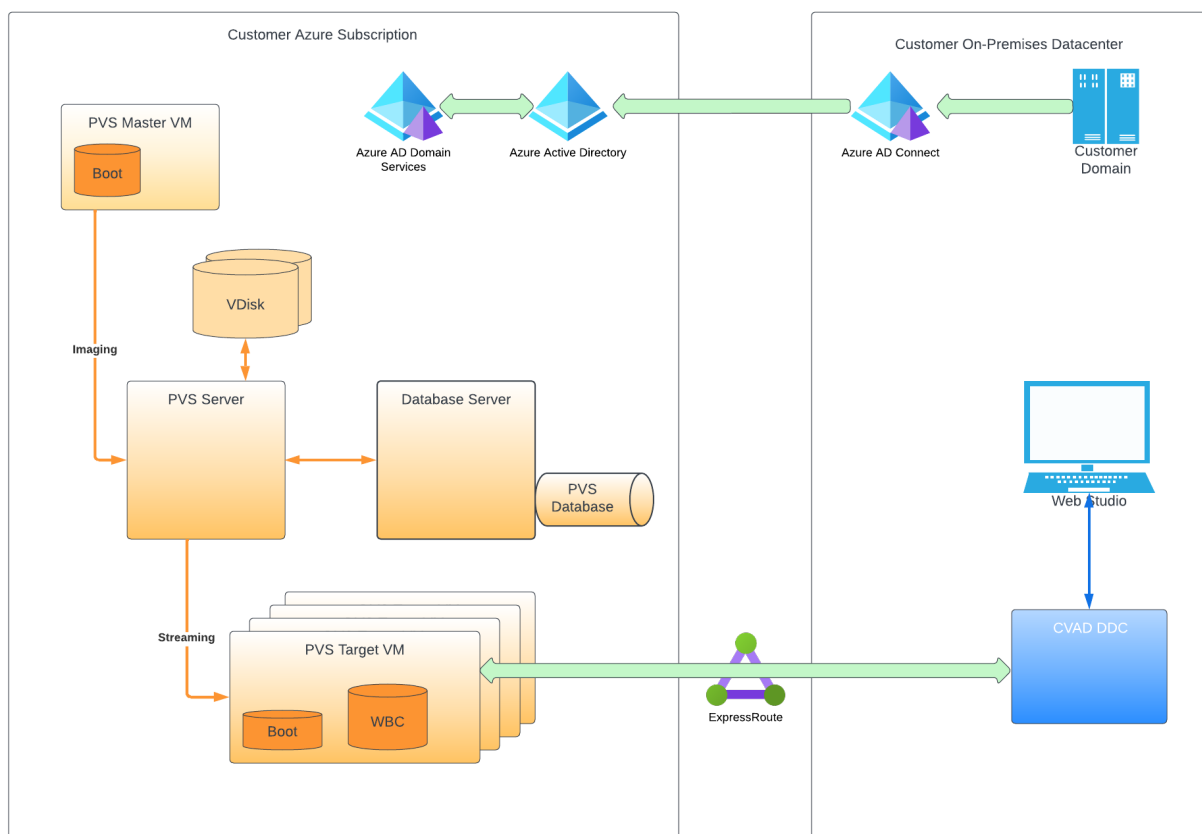 Customer Azure Subscription
Customer On-Premises Datacenter
PVS Master VM
Boot
Azure AD Domain
Services
Azure Active Directory
Azure AD Connect
Customer
Domain
VDisk
Imaging
PVS Server
Database Server
PVS
Database
Web Studio
Streaming
PVS Target VM
Boot
WBC
ExpressRoute
CVAD DDC